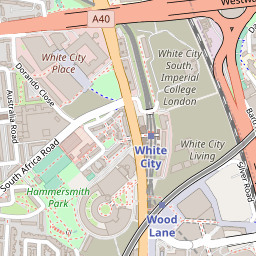 Westw
A40
White City
Place
White City
South,
Imperial
College
London
Dorando Close
Australia Road
South Africa Road
White
City
White City
Living
Silver Road
Hammersmith
Park
Wood
Lane